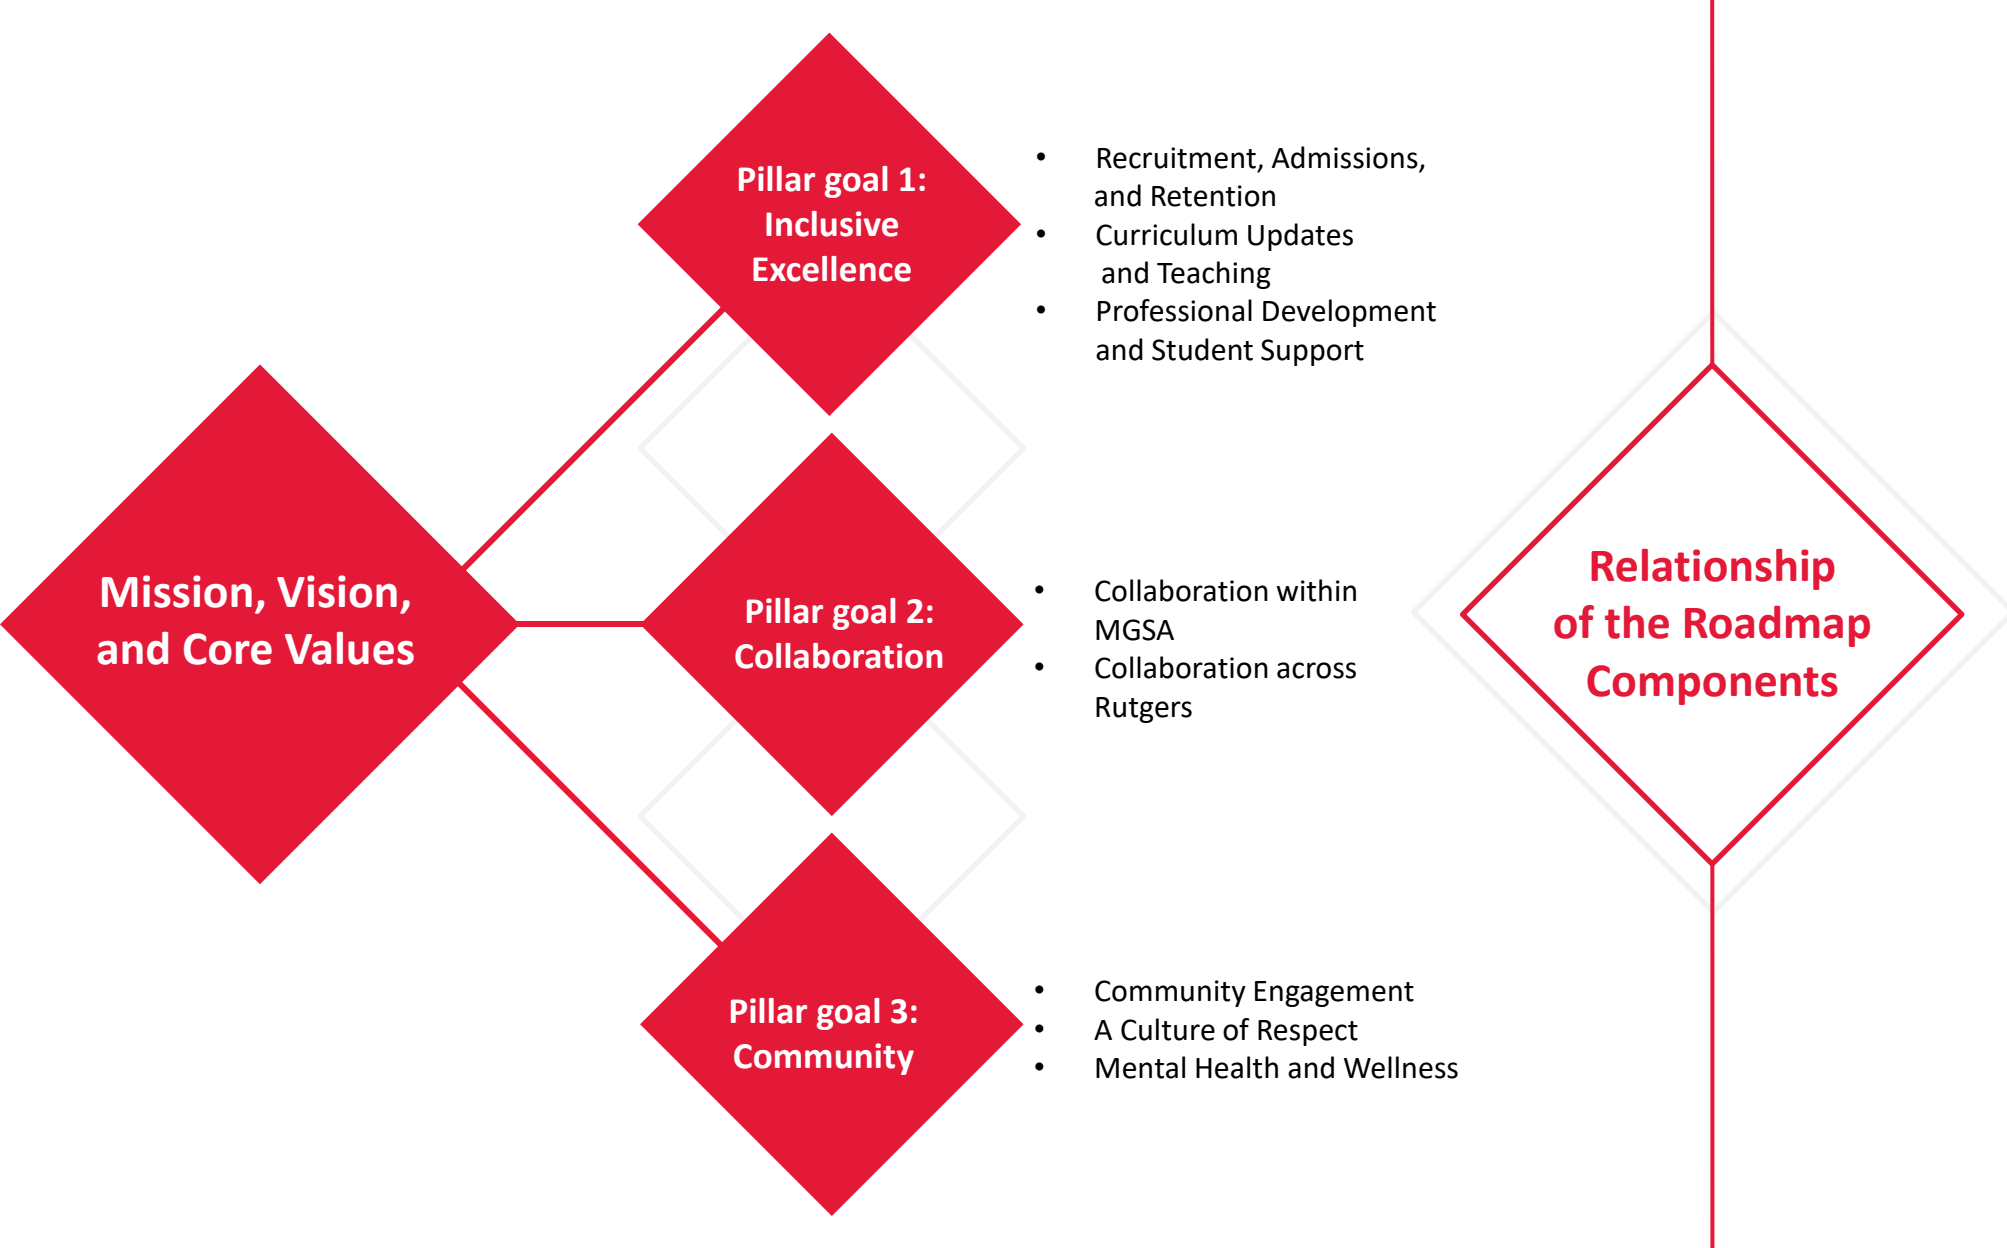 Mission, Vision,
and Core Values
Pillar goal 1:
Inclusive
Excellence
• Recruitment, Admissions,
and Retention
• Curriculum Updates
and Teaching
• Professional Development
and Student Support
Pillar goal 2:
Collaboration
• Collaboration within
MGSA
• Collaboration across
Rutgers
Pillar goal 3:
Community
• Community Engagement
• A Culture of Respect
• Mental Health and Wellness
Relationship
of the Roadmap
Components